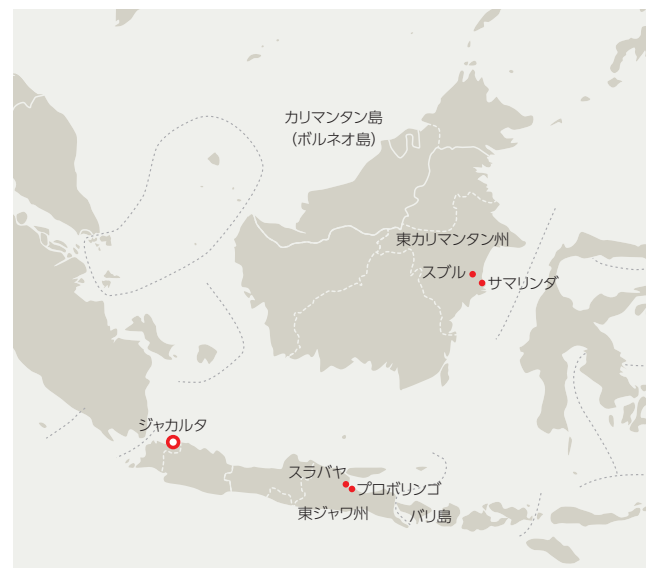 カリマンタン島
（ボルネオ島）
東カリマンタン州
スブル
サマリンダ
ジャカルタ
スラバヤ
プロボリンゴ
東ジャワ州
バリ島